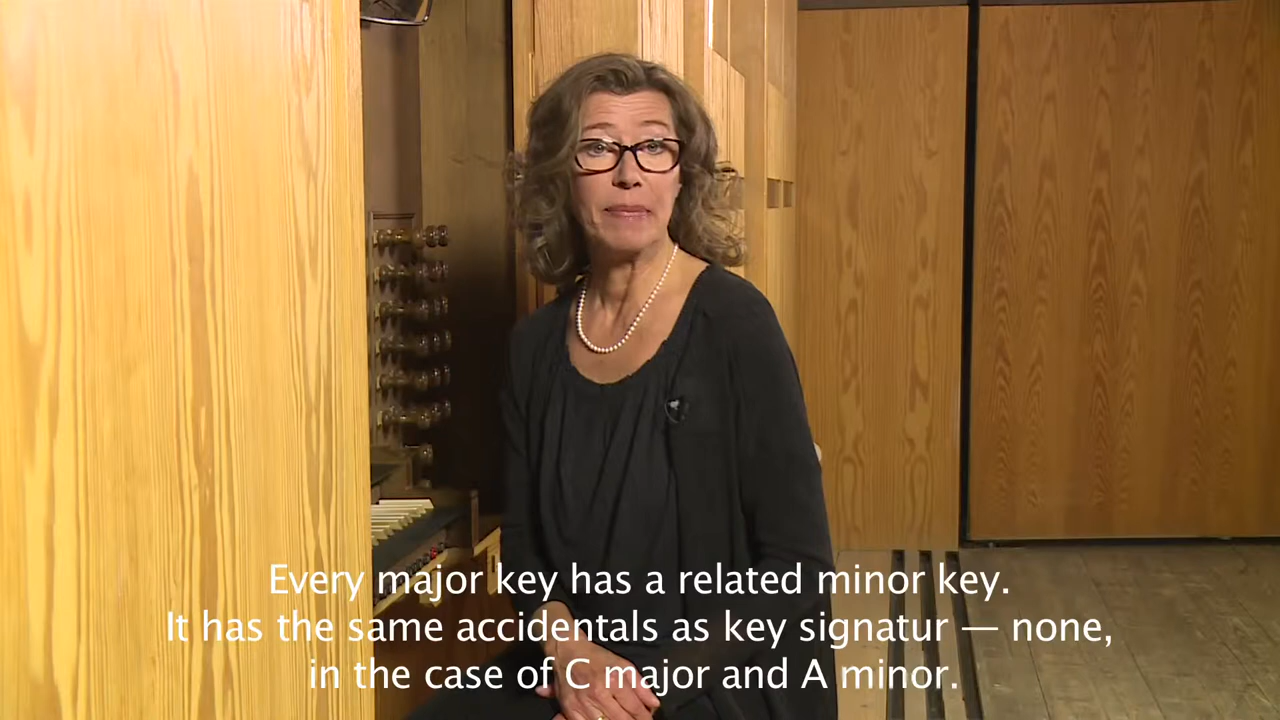 Every major key has a related minor key.
It has the same accidentals as key signatur — none,
in the case of C major and A minor.